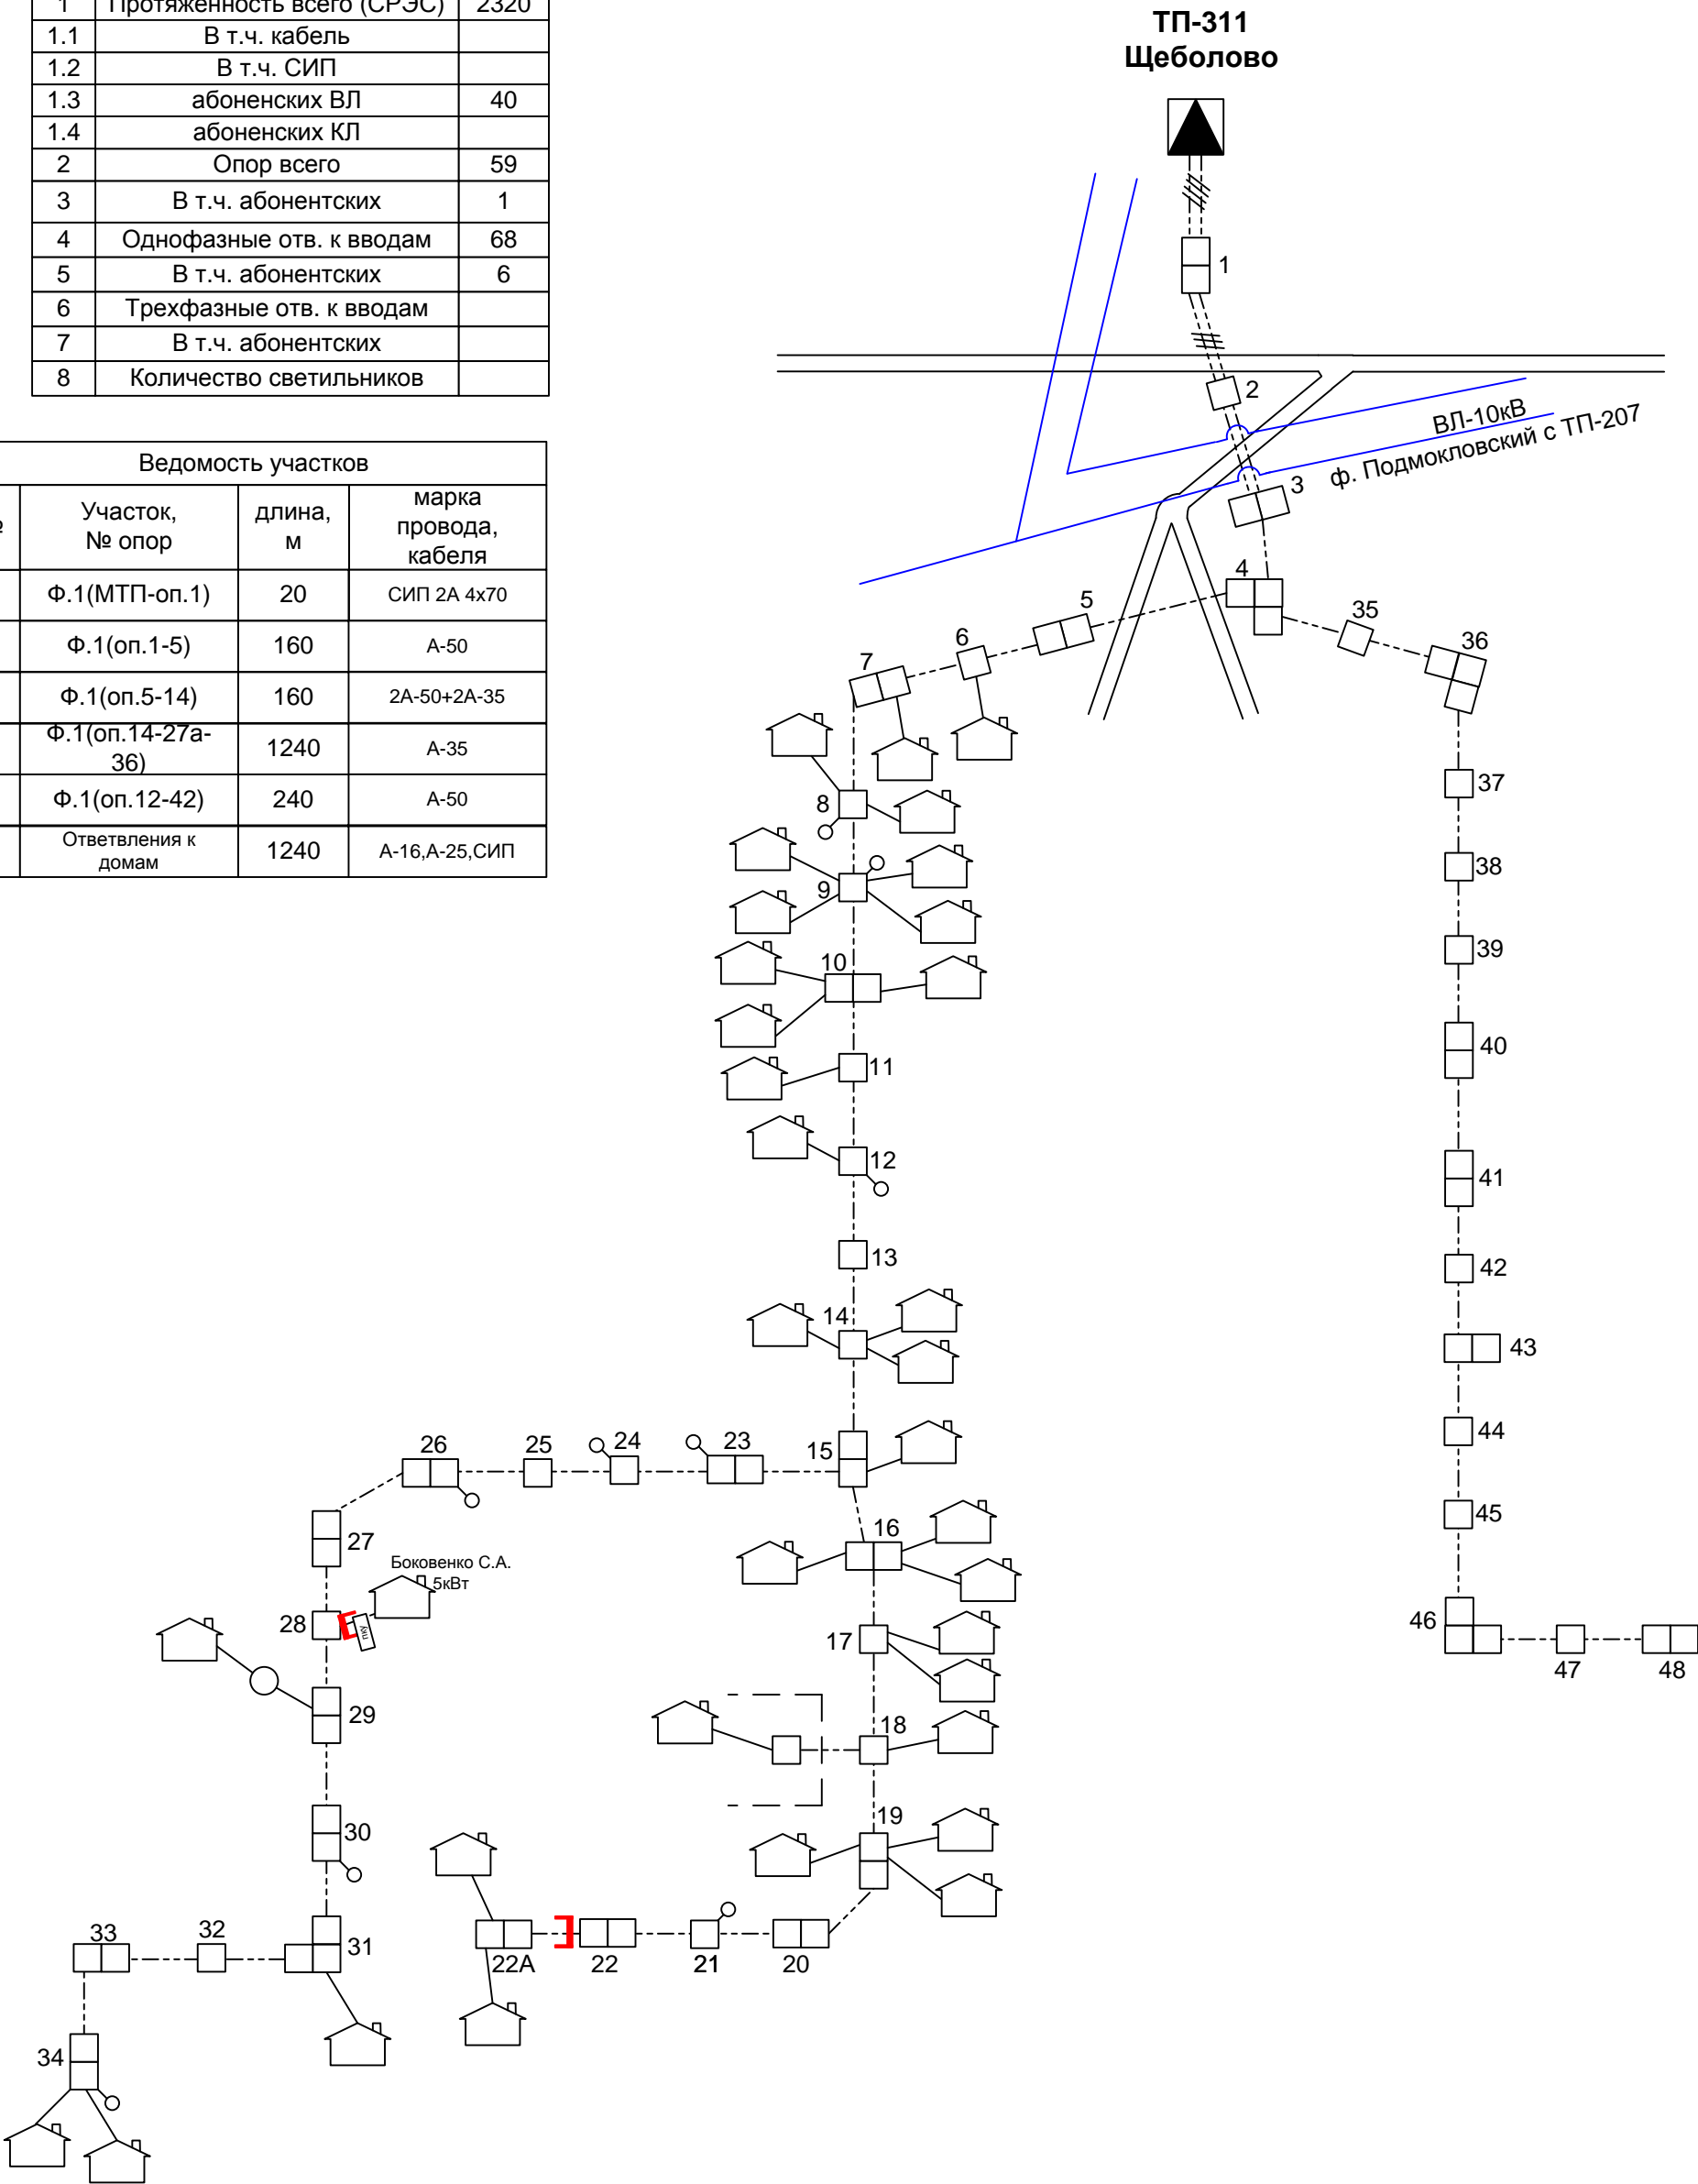 1 Протяженность всего (СРЭС) 2320
1.1 В т.ч. кабель
1.2 В т.ч. СИП
1.3 абоненских ВЛ 40
1.4 абоненских КЛ
2 Опор всего 59
3 В т.ч. абонентских 1
4 Однофазные отв. к вводам 68
5 В т.ч. абонентских 6
6 Трехфазные отв. к вводам
7 В т.ч. абонентских
8 Количество светильников
Ведомость участков
Участок,
№ опор
длина,
м
марка
провода,
кабеля
Ф.1(МТП-оп.1) 20 СИП 2А 4х70
Ф.1(оп.1-5) 160 А-50
Ф.1(оп.5-14) 160 2А-50+2А-35
Ф.1(оп.14-27а-
36)
1240 А-35
Ф.1(оп.12-42) 240 А-50
Ответвления к
домам
1240 А-16,А-25,СИП
ТП-311
Щеболово
1
2
ВЛ-10кВ
ф. Подмокловский с ТП-207
3
4
5
6
7
35
36
8
9
10
11
12
13
14
15
16
17
18
19
20
21
22
22А
23
24
25
26
27
Боковенко С.А.
5кВт
28
пку
29
30
31
32
33
34
37
38
39
40
41
42
43
44
45
46
47
48